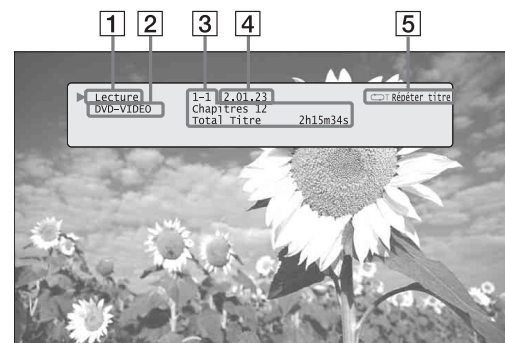 1 2 3 4 5
Lecture 1-1 2.01.23 T Répéter titre
DVD-VIDEO Chapitres 12
Total Titre 2h15m34s